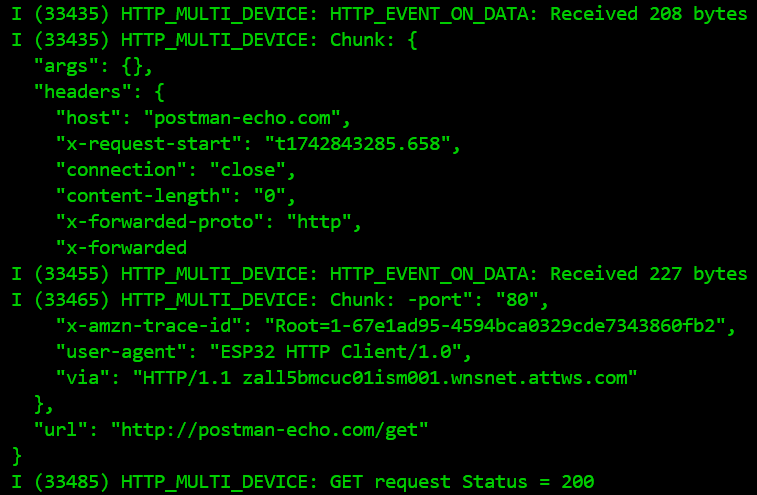 I (33435) HTTP_MULTI_DEVICE: HTTP_EVENT_ON_DATA: Received 208 bytes
I (33435) HTTP_MULTI_DEVICE: Chunk: {
  "args": {},
  "headers": {
    "host": "postman-echo.com",
    "x-request-start": "t1742843285.658",
    "connection": "close",
    "content-length": "0",
    "x-forwarded-proto": "http",
    "x-forwarded
I (33455) HTTP_MULTI_DEVICE: HTTP_EVENT_ON_DATA: Received 227 bytes
I (33465) HTTP_MULTI_DEVICE: Chunk: -port": "80",
    "x-amzn-trace-id": "Root=1-67e1ad95-4594bca0329cde7343860fb2",
    "user-agent": "ESP32 HTTP Client/1.0",
    "via": "HTTP/1.1 zall5bmcuc01ism001.wnsnet.attws.com"
  },
  "url": "http://postman-echo.com/get"
}
I (33485) HTTP_MULTI_DEVICE: GET request Status = 200